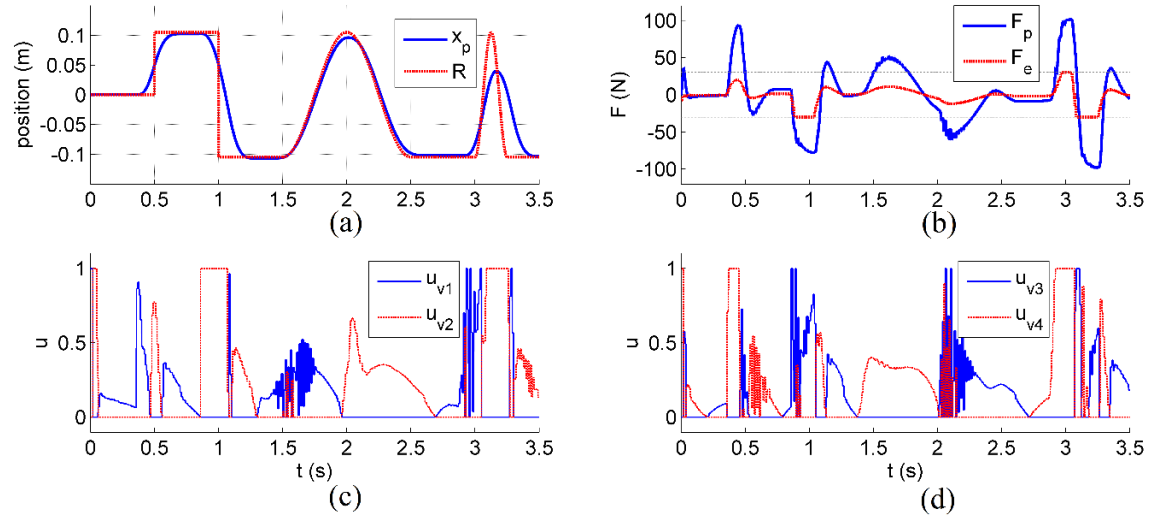 position (m)
0.1
0.05
0
-0.05
-0.1
x_p
R
0 0.5 1 1.5 2 2.5 3 3.5
(a)
F (N)
100
50
0
-50
-100
F_p
F_e
0 0.5 1 1.5 2 2.5 3 3.5
(b)
u
1
0.5
0
u_v1
u_v2
0 0.5 1 1.5 2 2.5 3 3.5
t (s)
(c)
u
1
0.5
0
u_v3
u_v4
0 0.5 1 1.5 2 2.5 3 3.5
t (s)
(d)